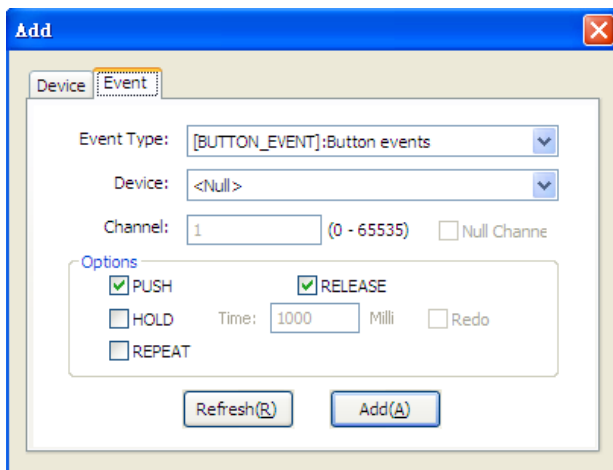 Add
Device Event
Event Type: [BUTTON_EVENT]:Button events
Device: <Null>
Channel: 1 (0 - 65535) Null Channe
Options
PUSH RELEASE
HOLD Time: 1000 Milli Redo
REPEAT
Refresh(R) Add(A)